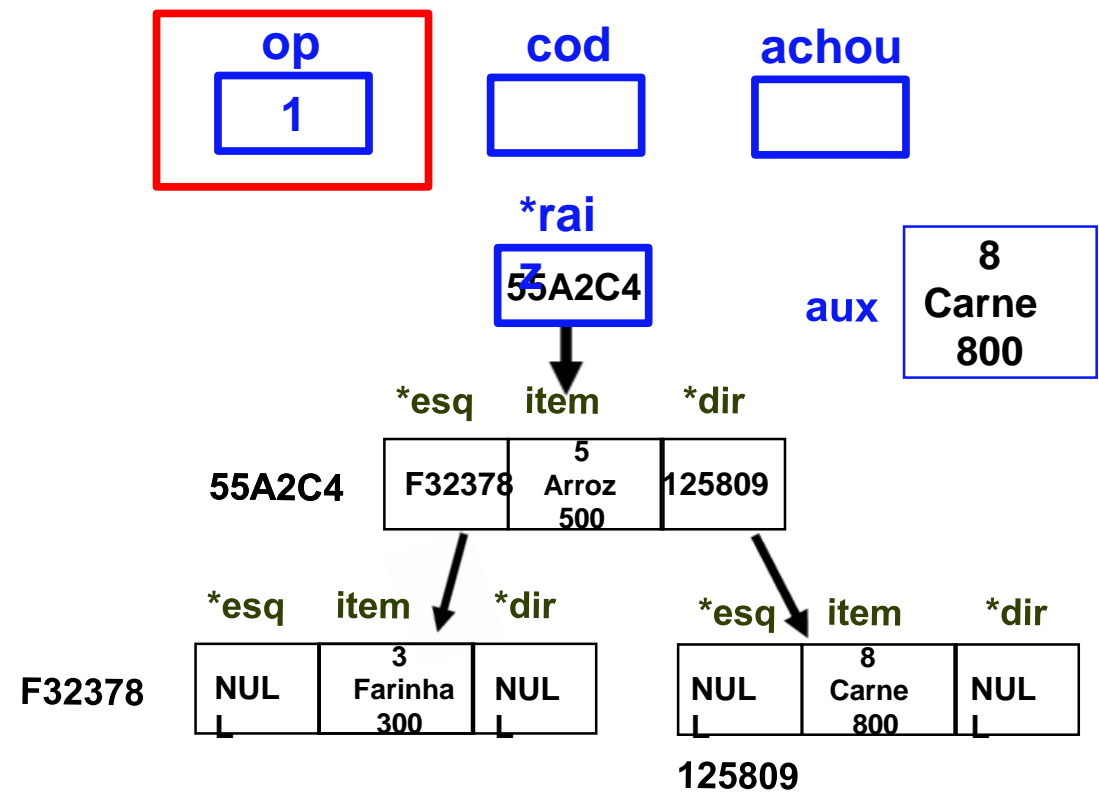 op cod achou
1
*rai
z
55A2C4
aux
8
Carne
800
*esq item *dir
55A2C4
F32378
5
Arroz
500
125809
*esq item *dir
*esq item *dir
F32378
NUL
L
3
Farinha
300
NUL
L
NUL
L
8
Carne
800
NUL
L
125809